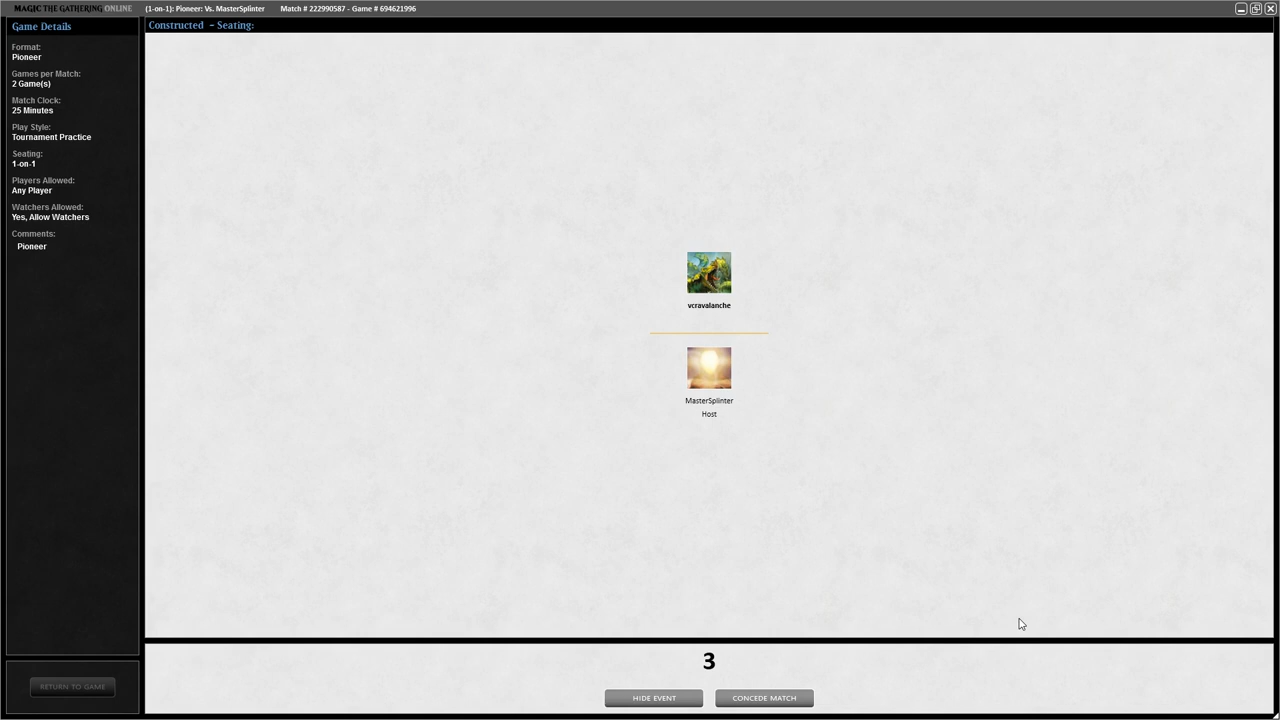 MAGIC THE GATHERING ONLINE (1-on-1): Pioneer: Vs. MasterSplinter Match # 222990587 - Game # 694621996
Game Details
Format:
Pioneer
Games per Match:
2 Game(s)
Match Clock:
25 Minutes
Play Style:
Tournament Practice
Seating:
1-on-1
Players Allowed:
Any Player
Watchers Allowed:
Yes, Allow Watchers
Comments:
Pioneer
RETURN TO GAME
Constructed - Seating:
vcravalanche
MasterSplinter
Host
3
HIDE EVENT CONCEDE MATCH